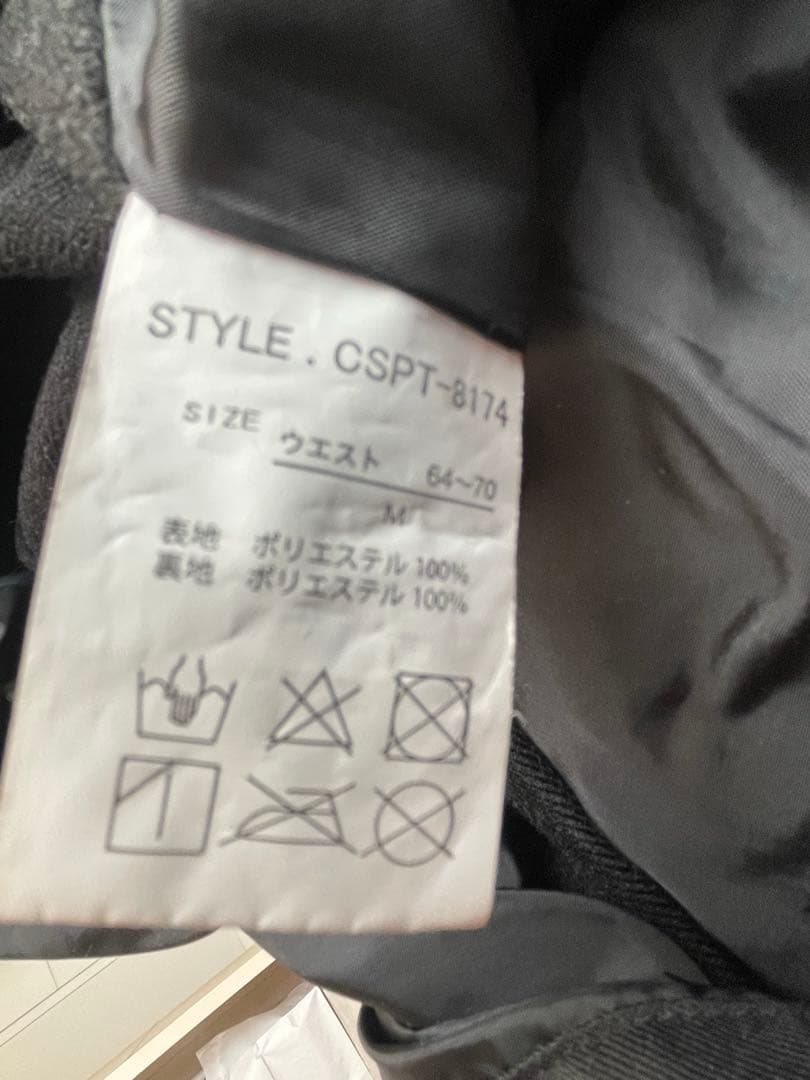 STYLE. CSPT-8174
SIZE ウエスト 64~70
M
表地 ポリエステル 100%
裏地 ポリエステル 100%